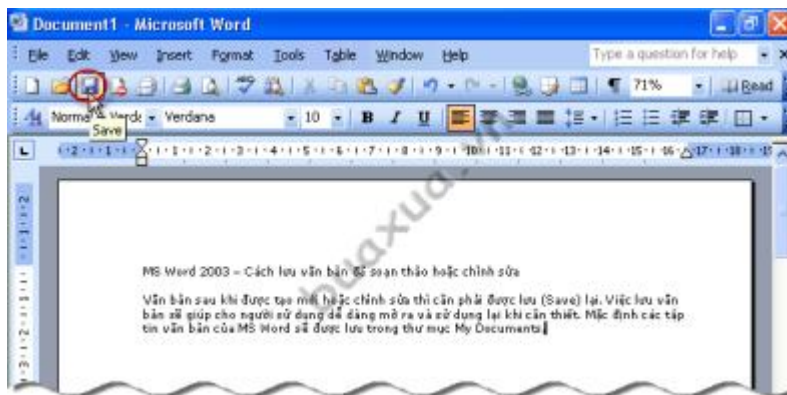 Document1 - Microsoft Word
File Edit View Insert Format Tools Table Window Help Type a question for help
71% Read
Verdana 10 B I U
Save
MS Word 2003 – Cách lưu văn bản đã soạn thảo hoặc chỉnh sửa
Văn bản sau khi được tạo mới hoặc chỉnh sửa thì cần phải được lưu (Save) lại. Việc lưu văn
bản sẽ giúp cho người sử dụng dễ dàng mở ra và sử dụng lại khi cần thiết. Mặc định các tập
tin văn bản của MS Word sẽ được lưu trong thư mục My Documents.
buaxua.vn